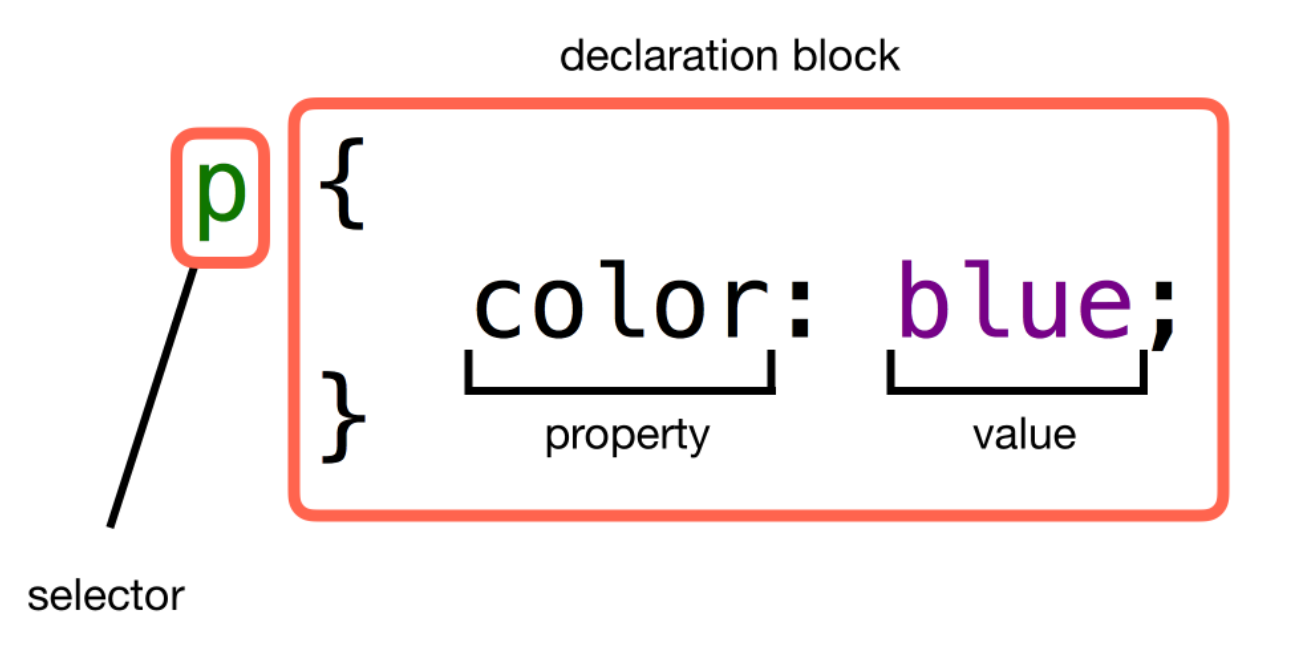 declaration block
p {
color: blue;
property value
}
selector